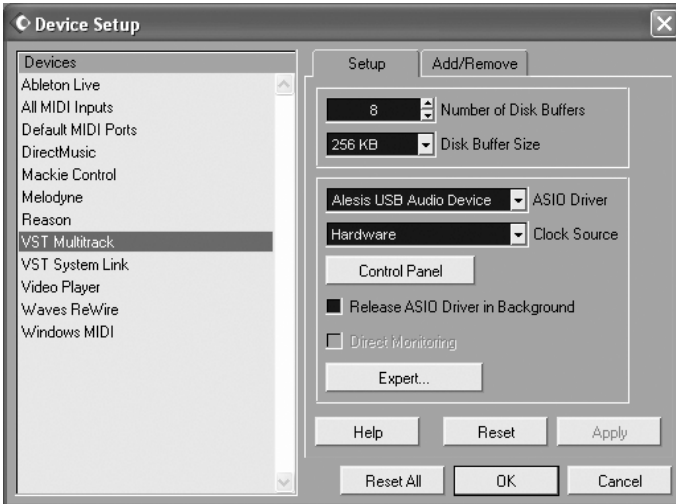 Device Setup
Devices
Ableton Live
All MIDI Inputs
Default MIDI Ports
DirectMusic
Mackie Control
Melodyne
Reason
VST Multitrack
VST System Link
Video Player
Waves ReWire
Windows MIDI
Setup
Add/Remove
8 Number of Disk Buffers
256 KB Disk Buffer Size
Alesis USB Audio Device ASIO Driver
Hardware Clock Source
Control Panel
Release ASIO Driver in Background
Direct Monitoring
Expert...
Help Reset Apply
Reset All OK Cancel